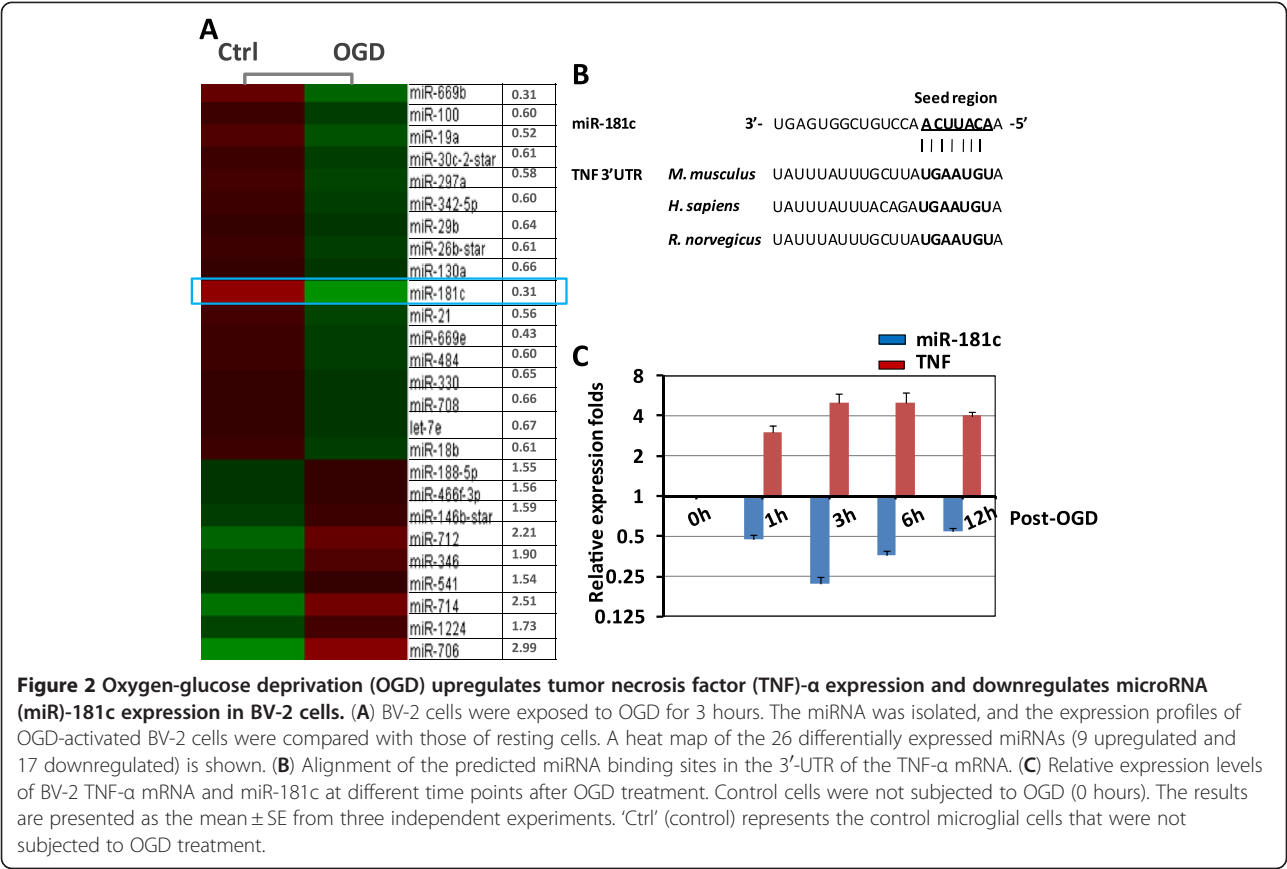 A
Ctrl OGD
miR-669b 0.31
miR-100 0.60
miR-19a 0.52
miR-30c-2-star 0.61
miR-297a 0.58
miR-342-5p 0.60
miR-29b 0.64
miR-26b-star 0.61
miR-130a 0.66
miR-181c 0.31
miR-21 0.56
miR-669e 0.43
miR-484 0.60
miR-330 0.65
miR-708 0.66
let-7e 0.67
miR-18b 0.61
miR-188-5p 1.55
miR-466f-3p 1.56
miR-146b-star 1.59
miR-712 2.21
miR-346 1.90
miR-541 1.54
miR-714 2.51
miR-1224 1.73
miR-706 2.99
B
Seed region
miR-181c 3’- UGAGUGGCUGUCCA ACUUACAA -5’
TNF 3’UTR M. musculus UAUUUAUUUGCUUAUGAAUGUA
H. sapiens UAUUUAUUUACAGAUGAAUGUA
R. norvegicus UAUUUAUUUGCUUAUGAAUGUA
C
miR-181c
TNF
Relative expression folds
8
4
2
1
0.5
0.25
0.125
0h 1h 3h 6h 12h Post-OGD
Figure 2 Oxygen-glucose deprivation (OGD) upregulates tumor necrosis factor (TNF)-α expression and downregulates microRNA
(miR)-181c expression in BV-2 cells. (A) BV-2 cells were exposed to OGD for 3 hours. The miRNA was isolated, and the expression profiles of
OGD-activated BV-2 cells were compared with those of resting cells. A heat map of the 26 differentially expressed miRNAs (9 upregulated and
17 downregulated) is shown. (B) Alignment of the predicted miRNA binding sites in the 3′-UTR of the TNF-α mRNA. (C) Relative expression levels
of BV-2 TNF-α mRNA and miR-181c at different time points after OGD treatment. Control cells were not subjected to OGD (0 hours). The results
are presented as the mean ± SE from three independent experiments. ‘Ctrl’ (control) represents the control microglial cells that were not
subjected to OGD treatment.